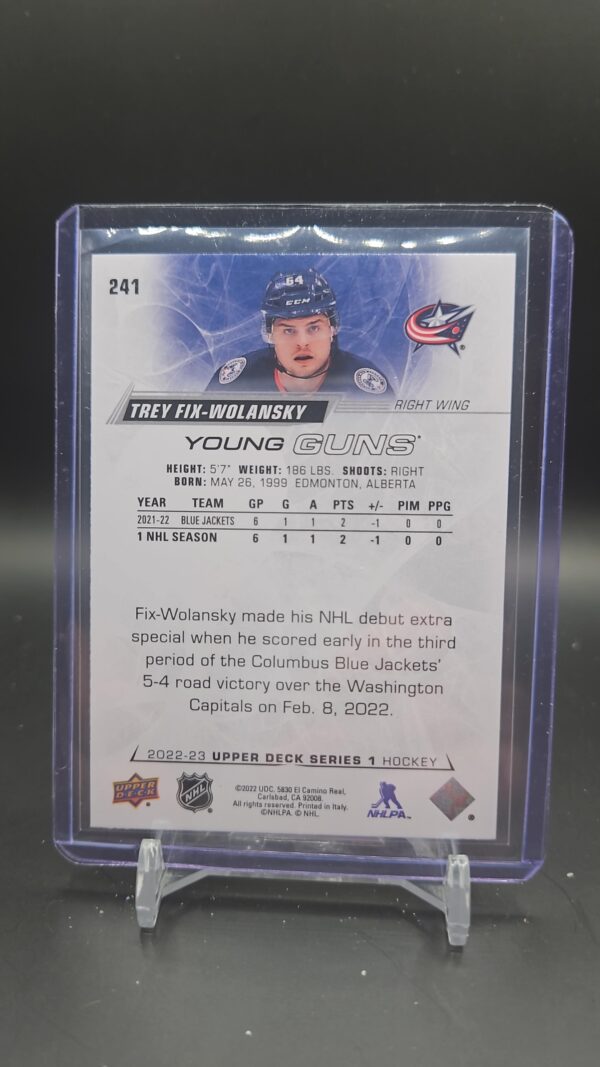 241
64
CCM
TREY FIX-WOLANSKY
RIGHT WING
YOUNG GUNS®
HEIGHT: 5'7" WEIGHT: 186 LBS. SHOOTS: RIGHT
BORN: MAY 26, 1999 EDMONTON, ALBERTA
YEAR TEAM GP G A PTS +/- PIM PPG
2021-22 BLUE JACKETS 6 1 1 2 -1 0 0
1 NHL SEASON 6 1 1 2 -1 0 0
Fix-Wolansky made his NHL debut extra
special when he scored early in the third
period of the Columbus Blue Jackets'
5-4 road victory over the Washington
Capitals on Feb. 8, 2022.
2022-23 UPPER DECK SERIES 1 HOCKEY
UPPER
DECK
NHL
©2022 UDC. 5830 El Camino Real,
Carlsbad, CA 92008.
All rights reserved. Printed in Italy.
©NHLPA. © NHL.
NHLPA™